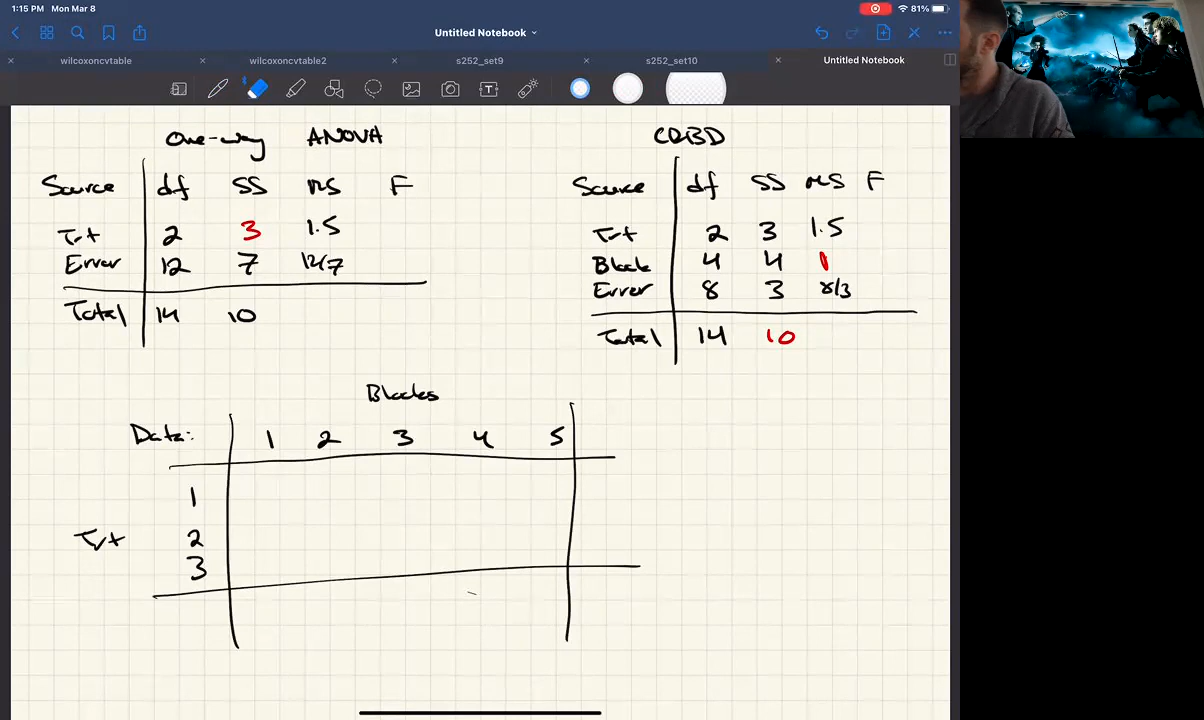 1:15 PM Mon Mar 8
81%
Untitled Notebook
wilcoxoncvtable
wilcoxoncvtable2
s252_set9
s252_set10
Untitled Notebook
One-way ANOVA
Source df SS MS F
Trt 2 3 1.5
Error 12 7 12/7
Total 14 10
CRBD
Source df SS MS F
Trt 2 3 1.5
Block 4 4 1
Error 8 3 8/3
Total 14 10
Blocks
Data: 1 2 3 4 5
1
Trt 2
3